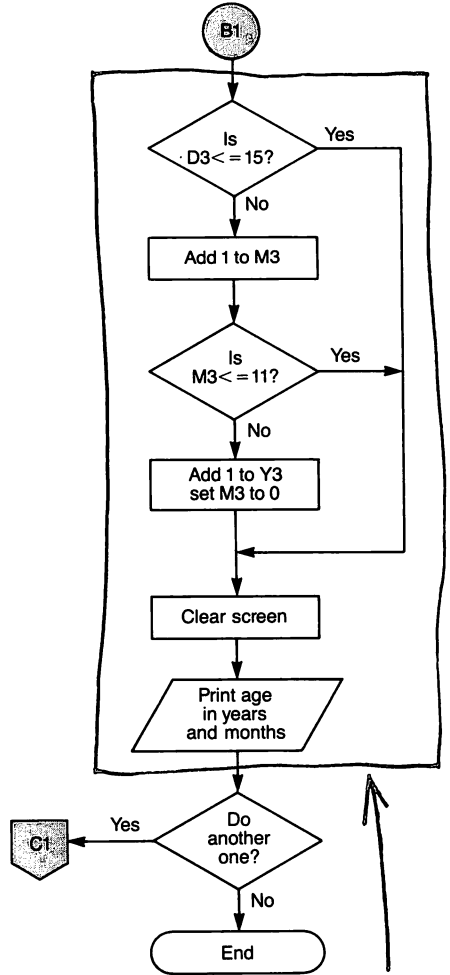 B1
Is
D3<=15?
Yes
No
Add 1 to M3
Is
M3<=11?
Yes
No
Add 1 to Y3
set M3 to 0
Clear screen
Print age
in years
and months
Do
another
one?
Yes
C1
No
End